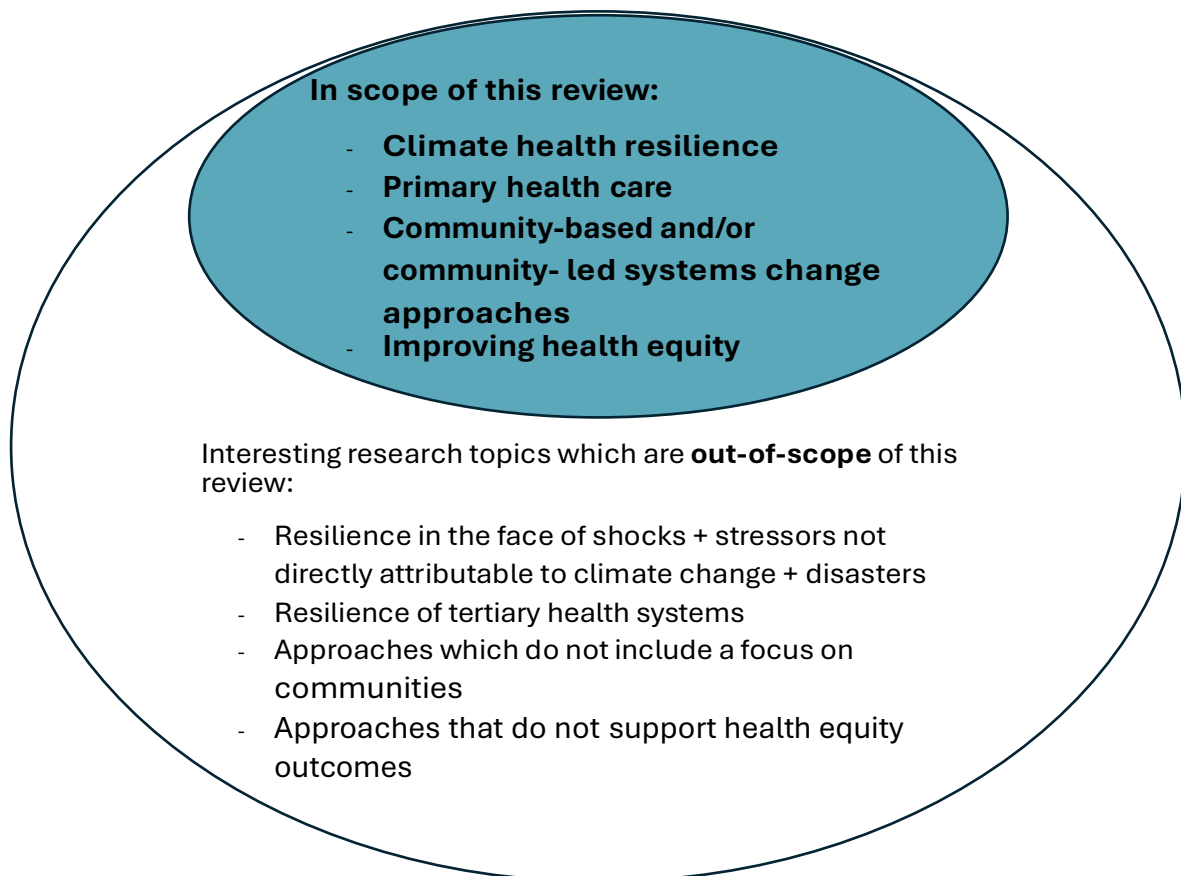 In scope of this review:
- Climate health resilience
- Primary health care
- Community-based and/or
community- led systems change
approaches
- Improving health equity
Interesting research topics which are out-of-scope of this
review:
- Resilience in the face of shocks + stressors not
directly attributable to climate change + disasters
- Resilience of tertiary health systems
- Approaches which do not include a focus on
communities
- Approaches that do not support health equity
outcomes